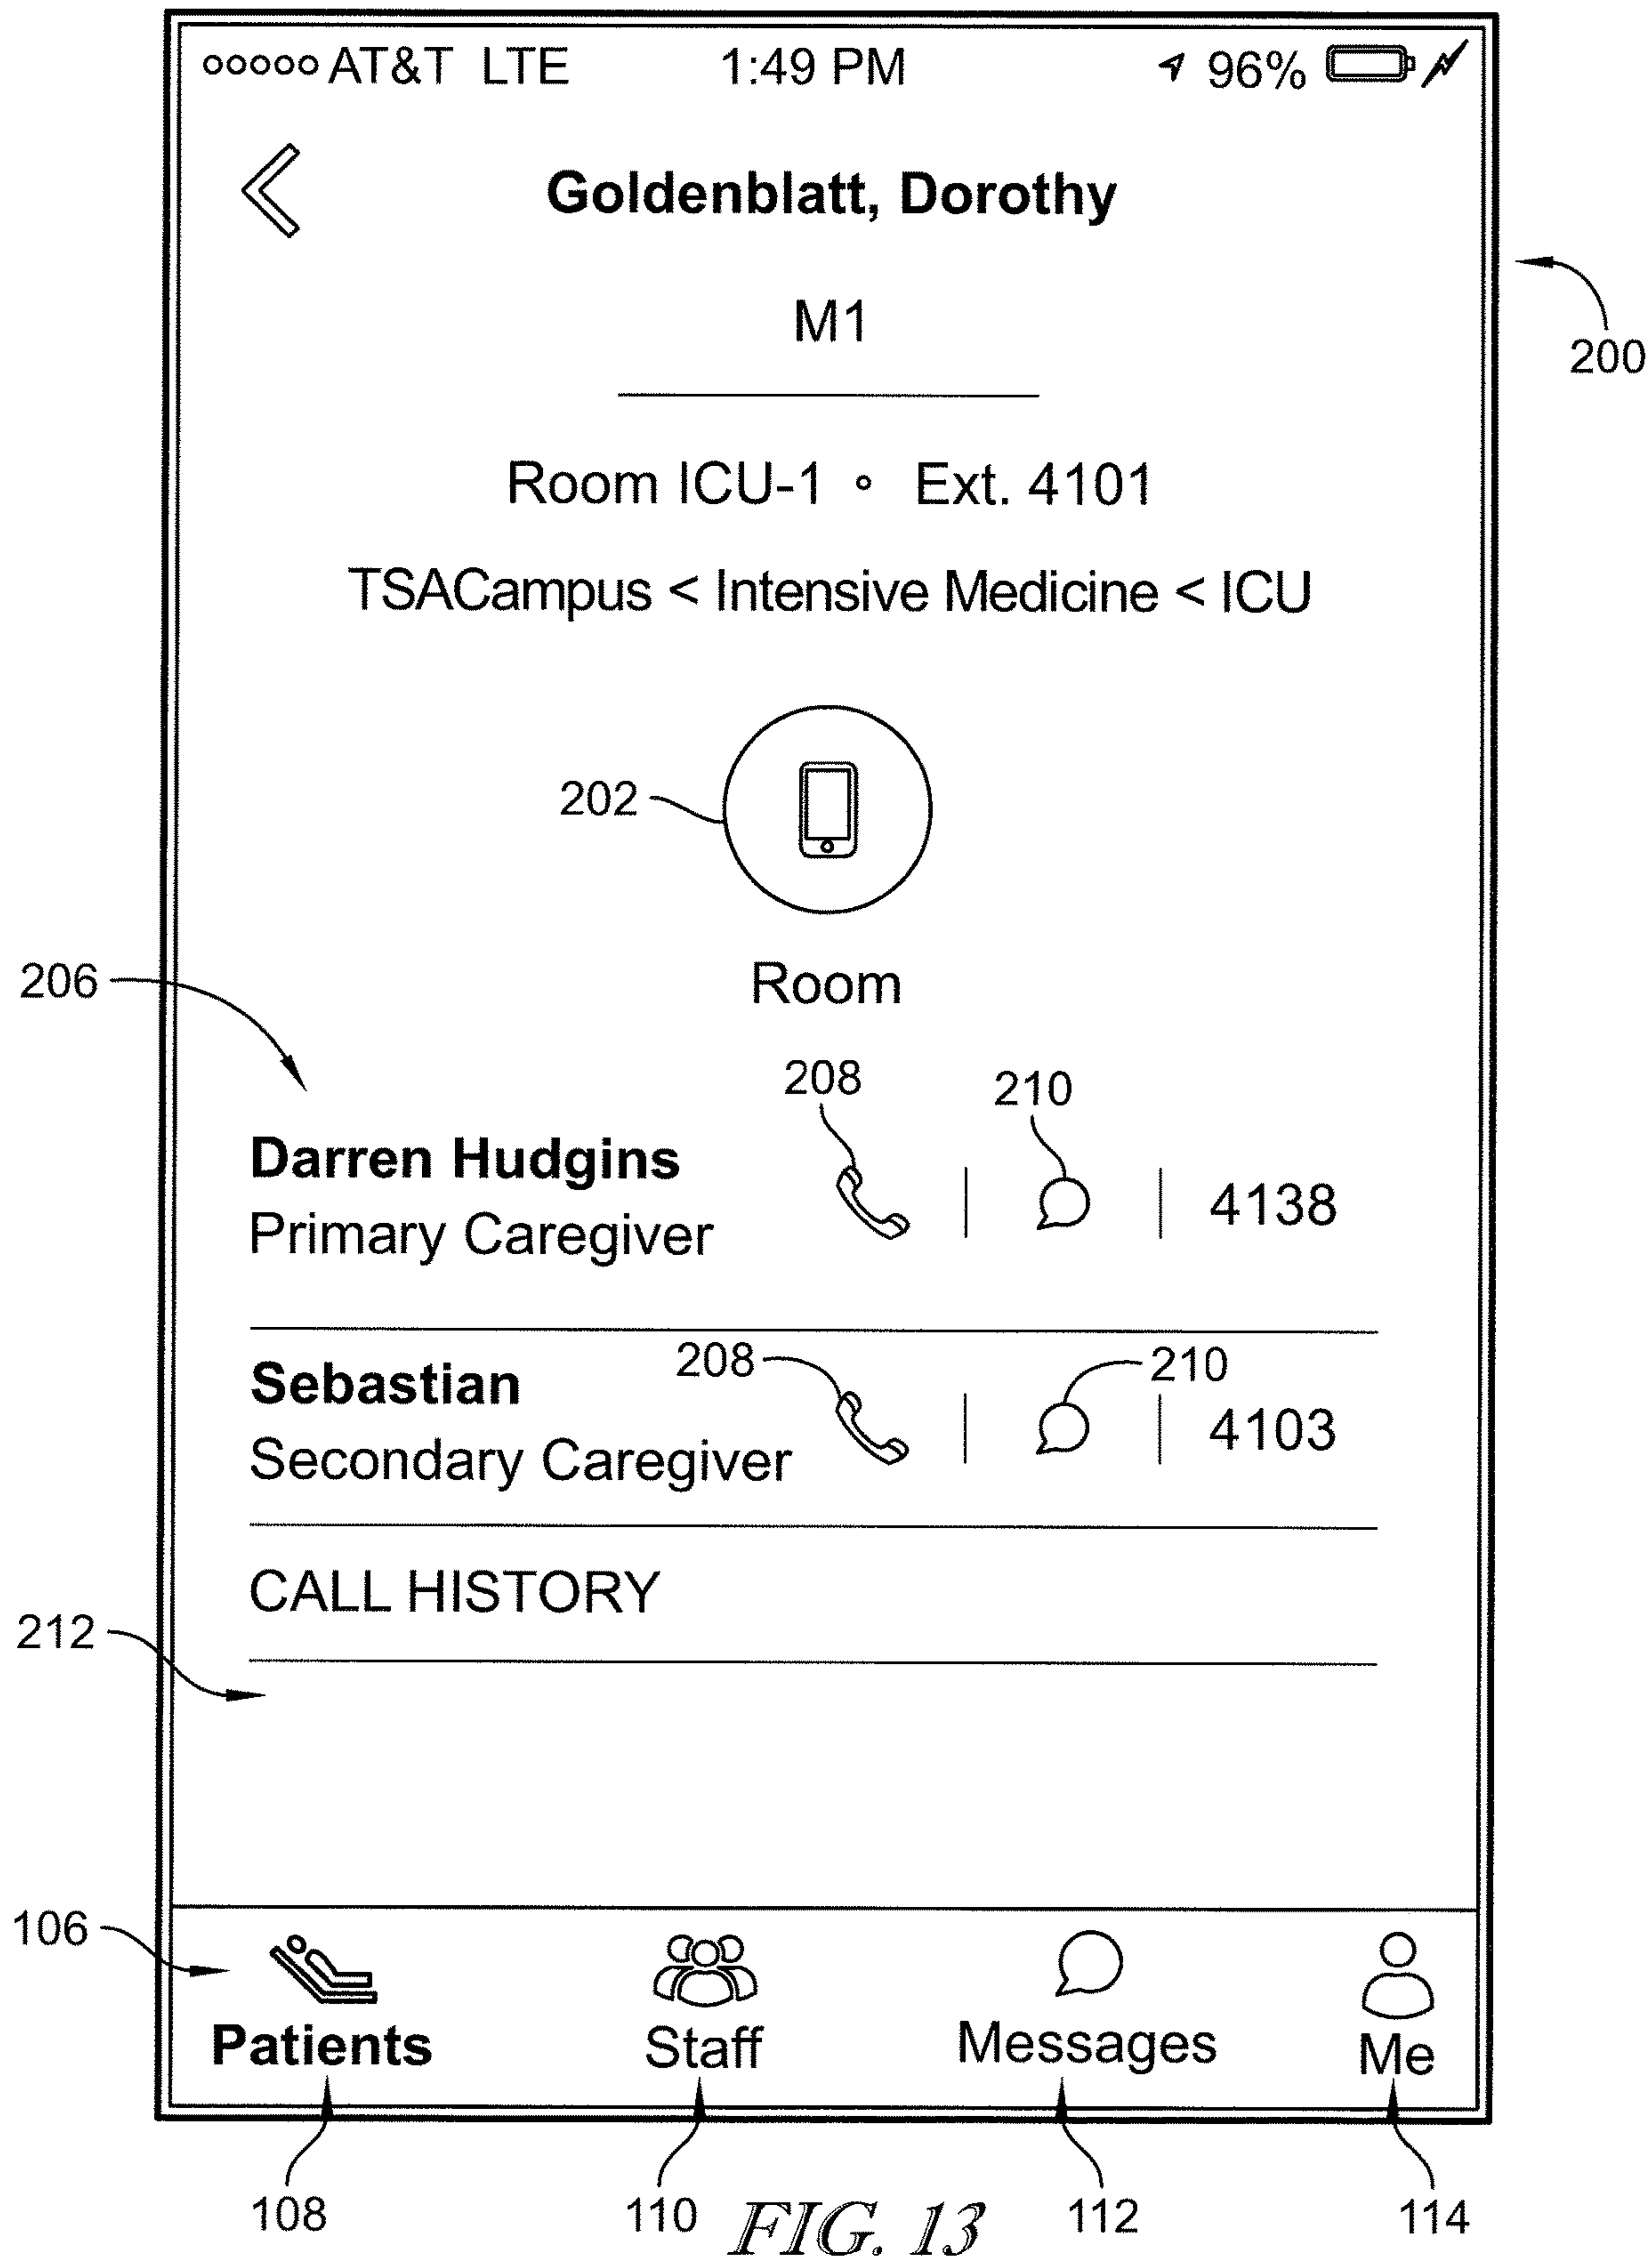 AT&T LTE 1:49 PM 96%
Goldenblatt, Dorothy
M1
200
Room ICU-1 ° Ext. 4101
TSACampus < Intensive Medicine < ICU
202
Room
206
208 210
Darren Hudgins
Primary Caregiver
4138
208 210
Sebastian
Secondary Caregiver
4103
CALL HISTORY
212
106
Patients Staff Messages Me
108 110 112 114
FIG. 13